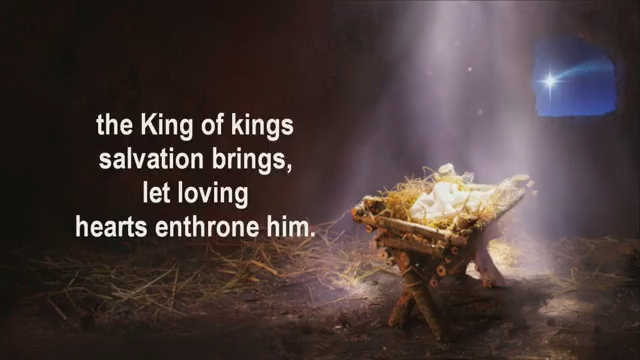 the King of kings
salvation brings,
let loving
hearts enthrone him.